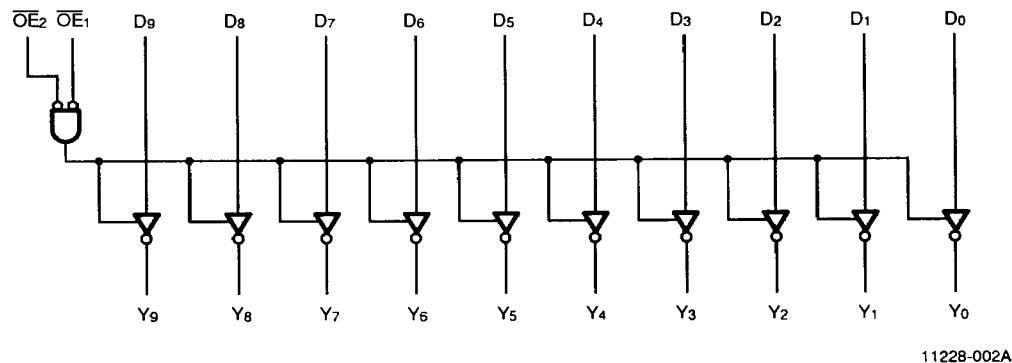 OE2 OE1 D9 D8 D7 D6 D5 D4 D3 D2 D1 D0
Y9 Y8 Y7 Y6 Y5 Y4 Y3 Y2 Y1 Y0
11228-002A